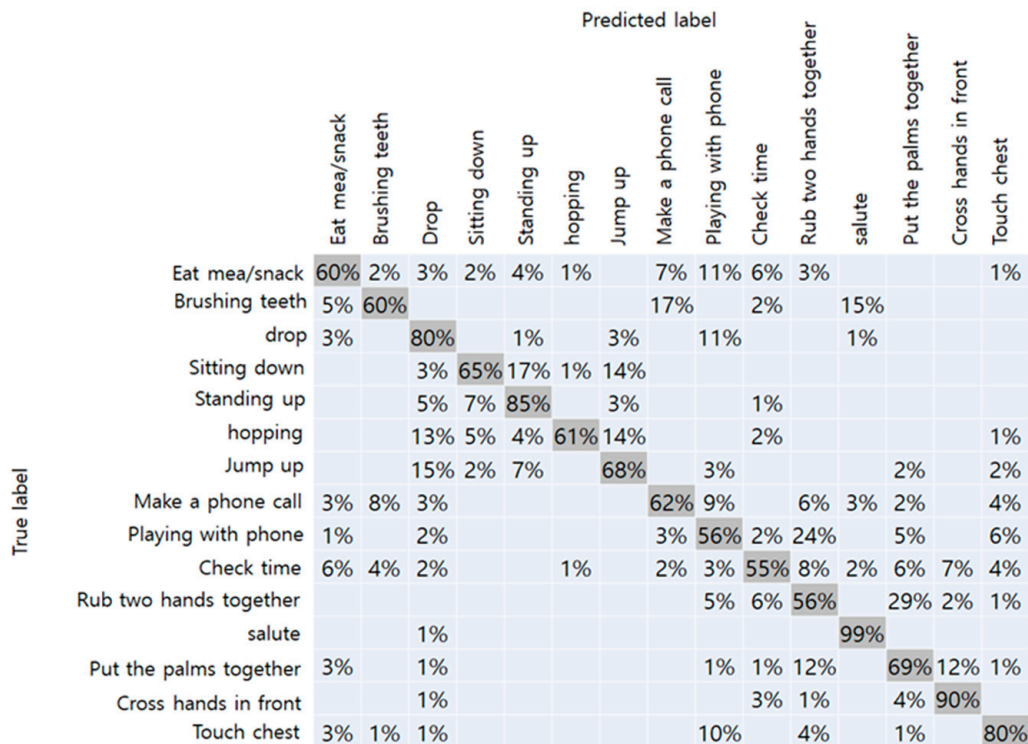 Predicted label
Eat mea/snack
Brushing teeth
Drop
Sitting down
Standing up
hopping
Jump up
Make a phone call
Playing with phone
Check time
Rub two hands together
salute
Put the palms together
Cross hands in front
Touch chest
True label
Eat mea/snack 60% 2% 3% 2% 4% 1% 7% 11% 6% 3% 1%
Brushing teeth 5% 60% 17% 2% 15%
drop 3% 80% 1% 3% 11% 1%
Sitting down 3% 65% 17% 1% 14%
Standing up 5% 7% 85% 3% 1%
hopping 13% 5% 4% 61% 14% 2% 1%
Jump up 15% 2% 7% 68% 3% 2% 2%
Make a phone call 3% 8% 3% 62% 9% 6% 3% 2% 4%
Playing with phone 1% 2% 3% 56% 2% 24% 5% 6%
Check time 6% 4% 2% 1% 2% 3% 55% 8% 2% 6% 7% 4%
Rub two hands together 5% 6% 56% 29% 2% 1%
salute 1% 99%
Put the palms together 3% 1% 1% 1% 12% 69% 12% 1%
Cross hands in front 1% 3% 1% 4% 90%
Touch chest 3% 1% 1% 10% 4% 1% 80%